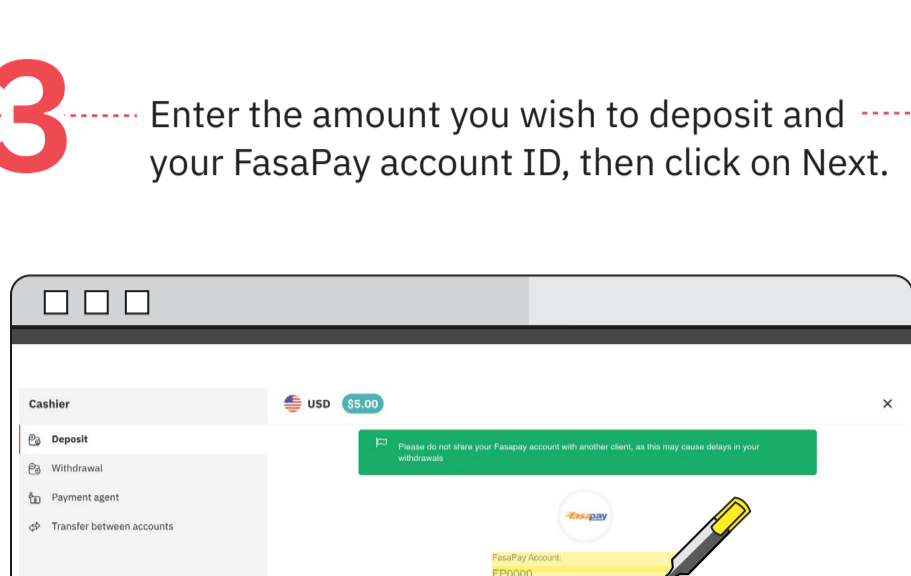 3
Enter the amount you wish to deposit and
your FasaPay account ID, then click on Next.
Cashier
USD $5.00
Deposit
Please do not share your Fasapay account with another client, as this may cause delays in your
withdrawals
Withdrawal
Payment agent
fasapay
Transfer between accounts
FasaPay Account:
FP0000